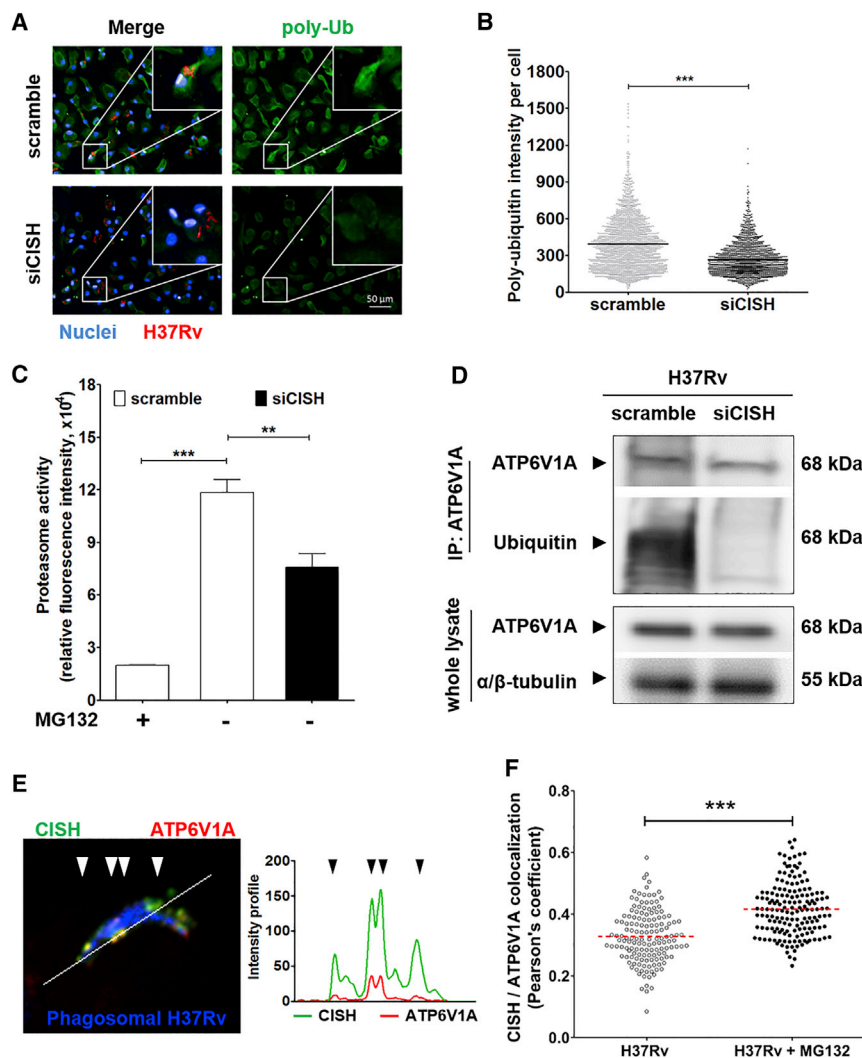 A
Merge
poly-Ub
scramble
siCISH
50 µm
Nuclei
H37Rv
B
***
Poly-ubiquitin intensity per cell
1800
1500
1200
900
600
300
0
scramble
siCISH
C
Proteasome activity
(relative fluorescence intensity, x10⁴)
18
15
12
9
6
3
0
scramble
siCISH
***
**
MG132
+
-
-
D
H37Rv
scramble
siCISH
IP: ATP6V1A
ATP6V1A
68 kDa
Ubiquitin
68 kDa
whole lysate
ATP6V1A
68 kDa
α/β-tubulin
55 kDa
E
CISH
ATP6V1A
Phagosomal H37Rv
Intensity profile
200
150
100
50
0
CISH
ATP6V1A
F
***
CISH / ATP6V1A colocalization
(Pearson's coefficient)
0.8
0.6
0.4
0.2
0.0
H37Rv
H37Rv + MG132